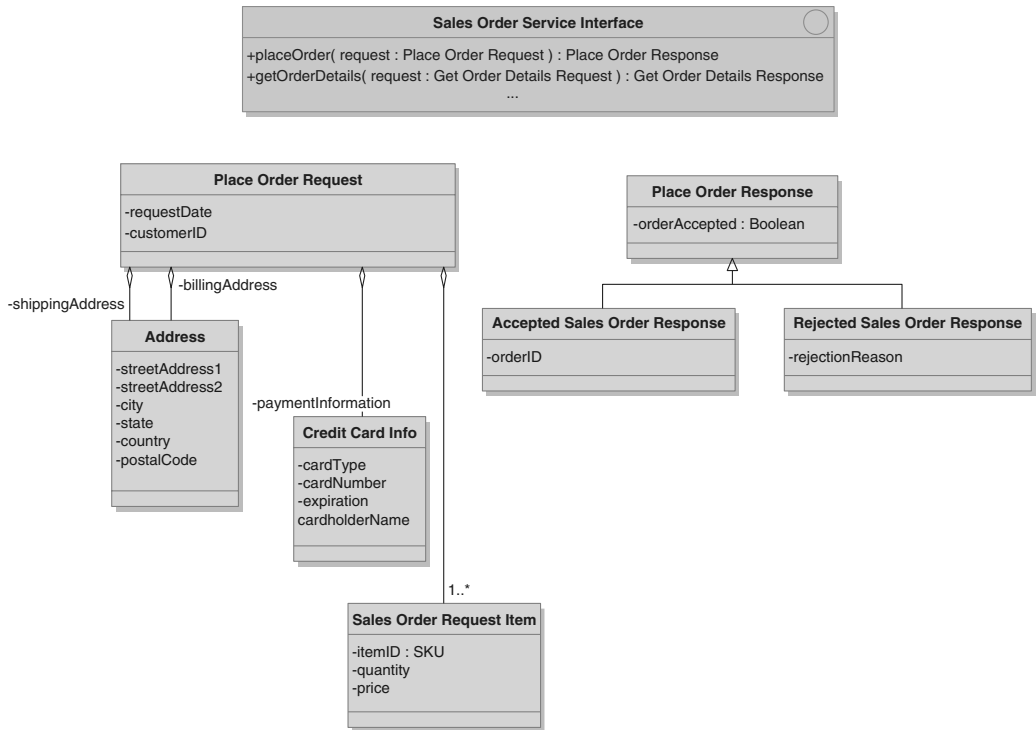 Sales Order Service Interface
+placeOrder( request : Place Order Request ) : Place Order Response
+getOrderDetails( request : Get Order Details Request ) : Get Order Details Response
...
Place Order Request
-requestDate
-customerID
Place Order Response
-orderAccepted : Boolean
-shippingAddress
-billingAddress
Address
-streetAddress1
-streetAddress2
-city
-state
-country
-postalCode
-paymentInformation
Credit Card Info
-cardType
-cardNumber
-expiration
cardholderName
Accepted Sales Order Response
-orderID
Rejected Sales Order Response
-rejectionReason
1..*
Sales Order Request Item
-itemID : SKU
-quantity
-price